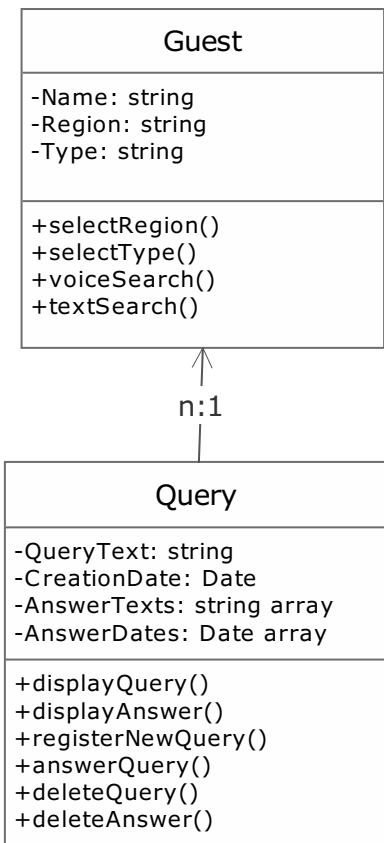 Guest
-Name: string
-Region: string
-Type: string
+selectRegion()
+selectType()
+voiceSearch()
+textSearch()
n:1
Query
-QueryText: string
-CreationDate: Date
-AnswerTexts: string array
-AnswerDates: Date array
+displayQuery()
+displayAnswer()
+registerNewQuery()
+answerQuery()
+deleteQuery()
+deleteAnswer()